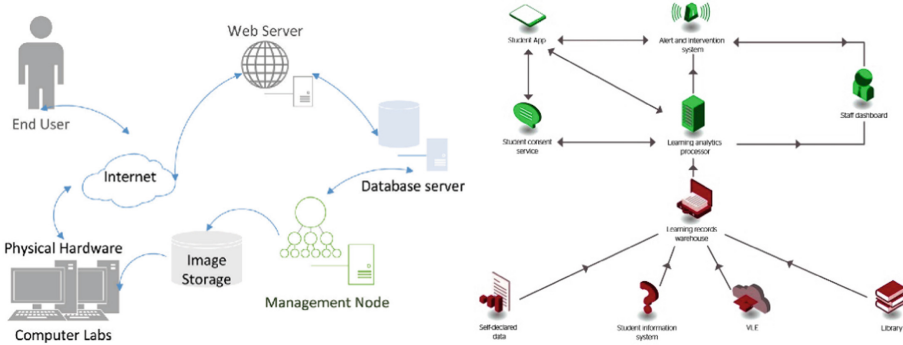 Web Server
End User
Internet
Database server
Physical Hardware
Image
Storage
Management Node
Computer Labs
Student App
Alert and intervention
system
Staff dashboard
Student consent
service
Learning analytics
processor
Learning records
warehouse
Self-declared
data
Student information
system
VLE
Library